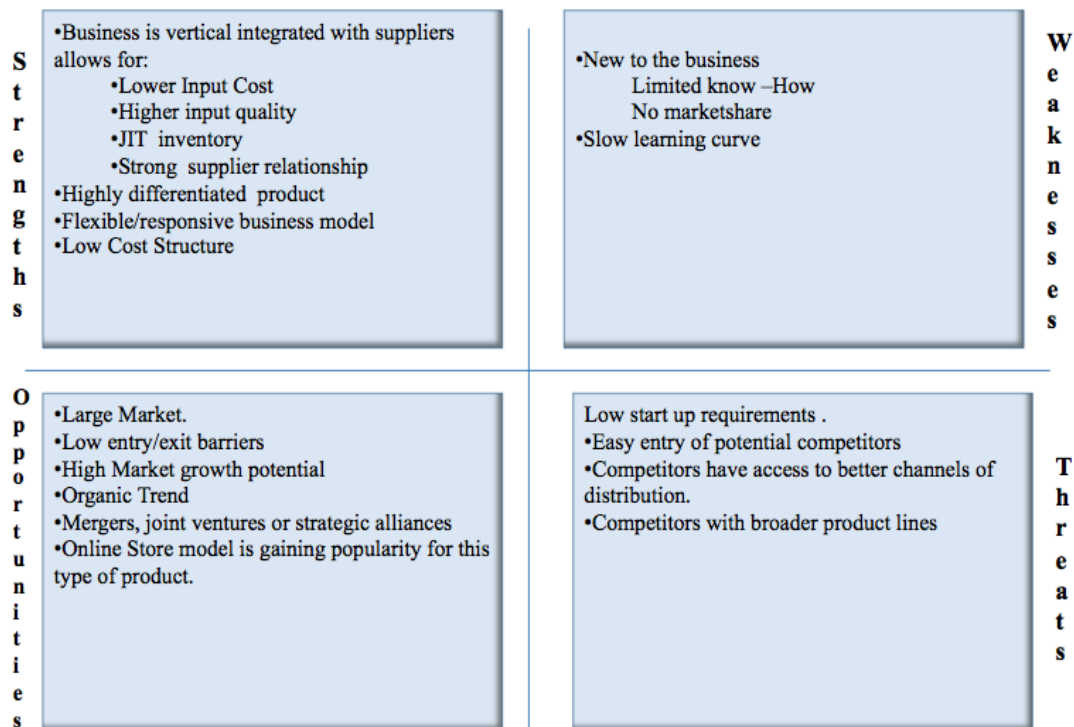 Strengths
•Business is vertical integrated with suppliers
allows for:
•Lower Input Cost
•Higher input quality
•JIT inventory
•Strong supplier relationship
•Highly differentiated product
•Flexible/responsive business model
•Low Cost Structure
Weaknesses
•New to the business
Limited know –How
No marketshare
•Slow learning curve
Opportunities
•Large Market.
•Low entry/exit barriers
•High Market growth potential
•Organic Trend
•Mergers, joint ventures or strategic alliances
•Online Store model is gaining popularity for this
type of product.
Threats
Low start up requirements .
•Easy entry of potential competitors
•Competitors have access to better channels of
distribution.
•Competitors with broader product lines